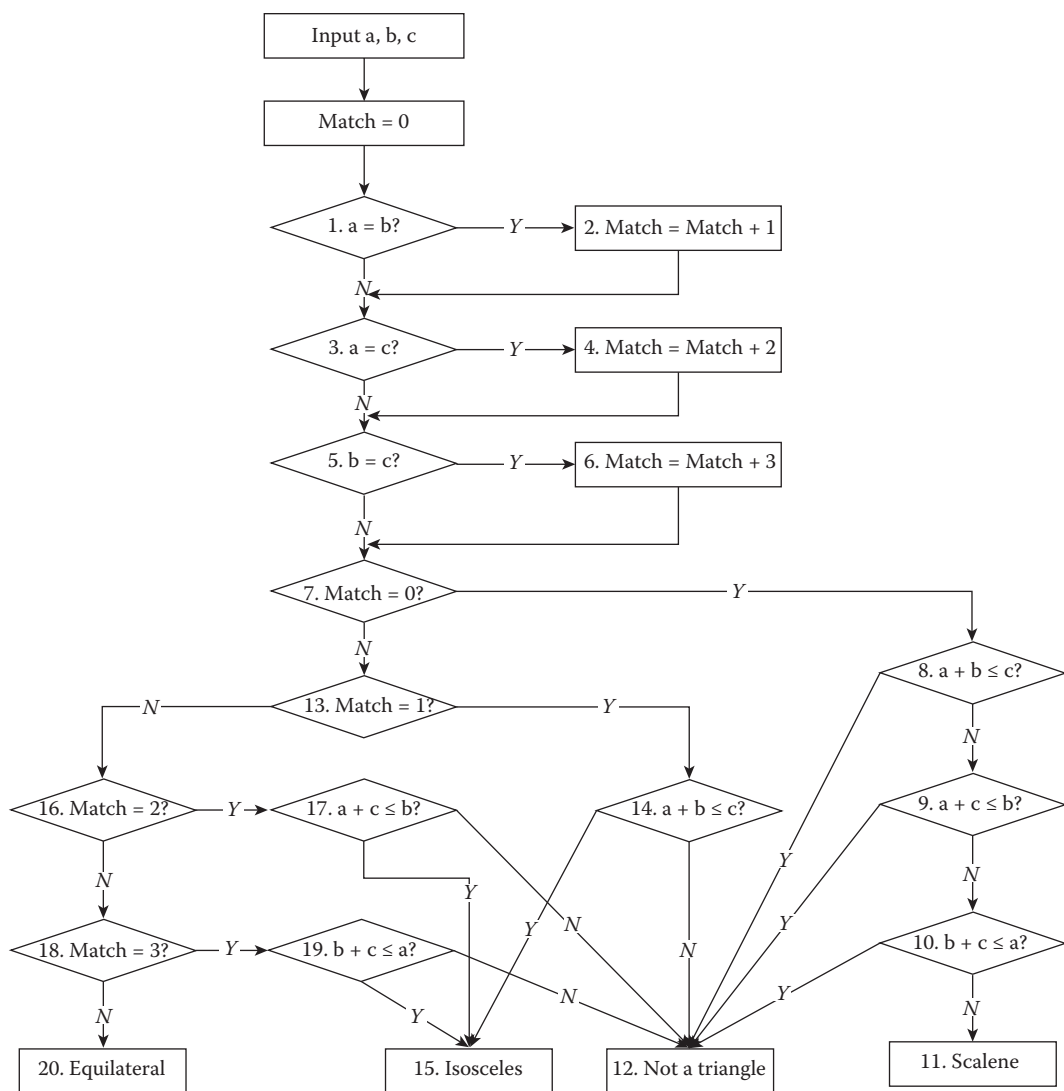 Input a, b, c
Match = 0
1. a = b?
Y
2. Match = Match + 1
N
3. a = c?
Y
4. Match = Match + 2
N
5. b = c?
Y
6. Match = Match + 3
N
7. Match = 0?
Y
N
8. a + b ≤ c?
13. Match = 1?
N
Y
N
16. Match = 2?
Y
17. a + c ≤ b?
14. a + b ≤ c?
9. a + c ≤ b?
Y
N
Y
N
Y
N
Y
N
18. Match = 3?
Y
19. b + c ≤ a?
10. b + c ≤ a?
N
Y
N
Y
N
20. Equilateral
15. Isosceles
12. Not a triangle
11. Scalene